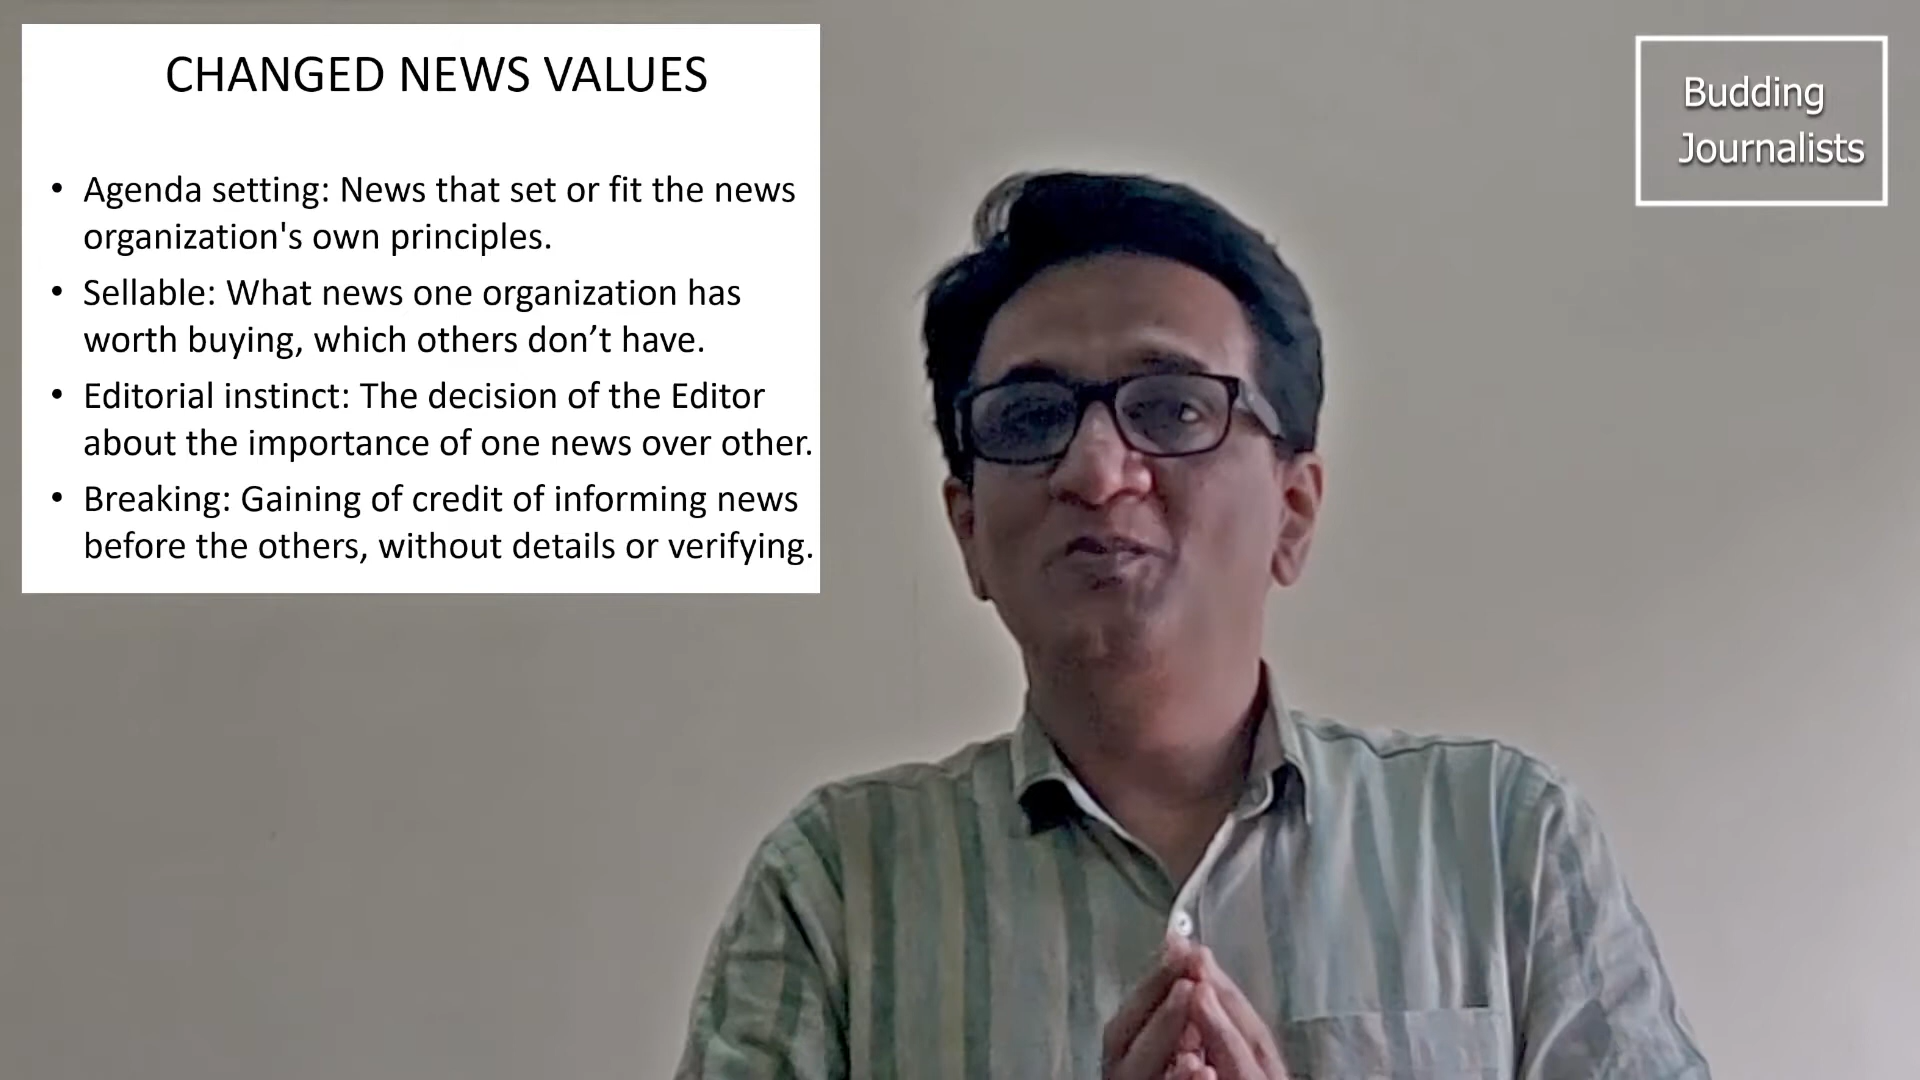 CHANGED NEWS VALUES
• Agenda setting: News that set or fit the news
organization's own principles.
• Sellable: What news one organization has
worth buying, which others don’t have.
• Editorial instinct: The decision of the Editor
about the importance of one news over other.
• Breaking: Gaining of credit of informing news
before the others, without details or verifying.
Budding
Journalists